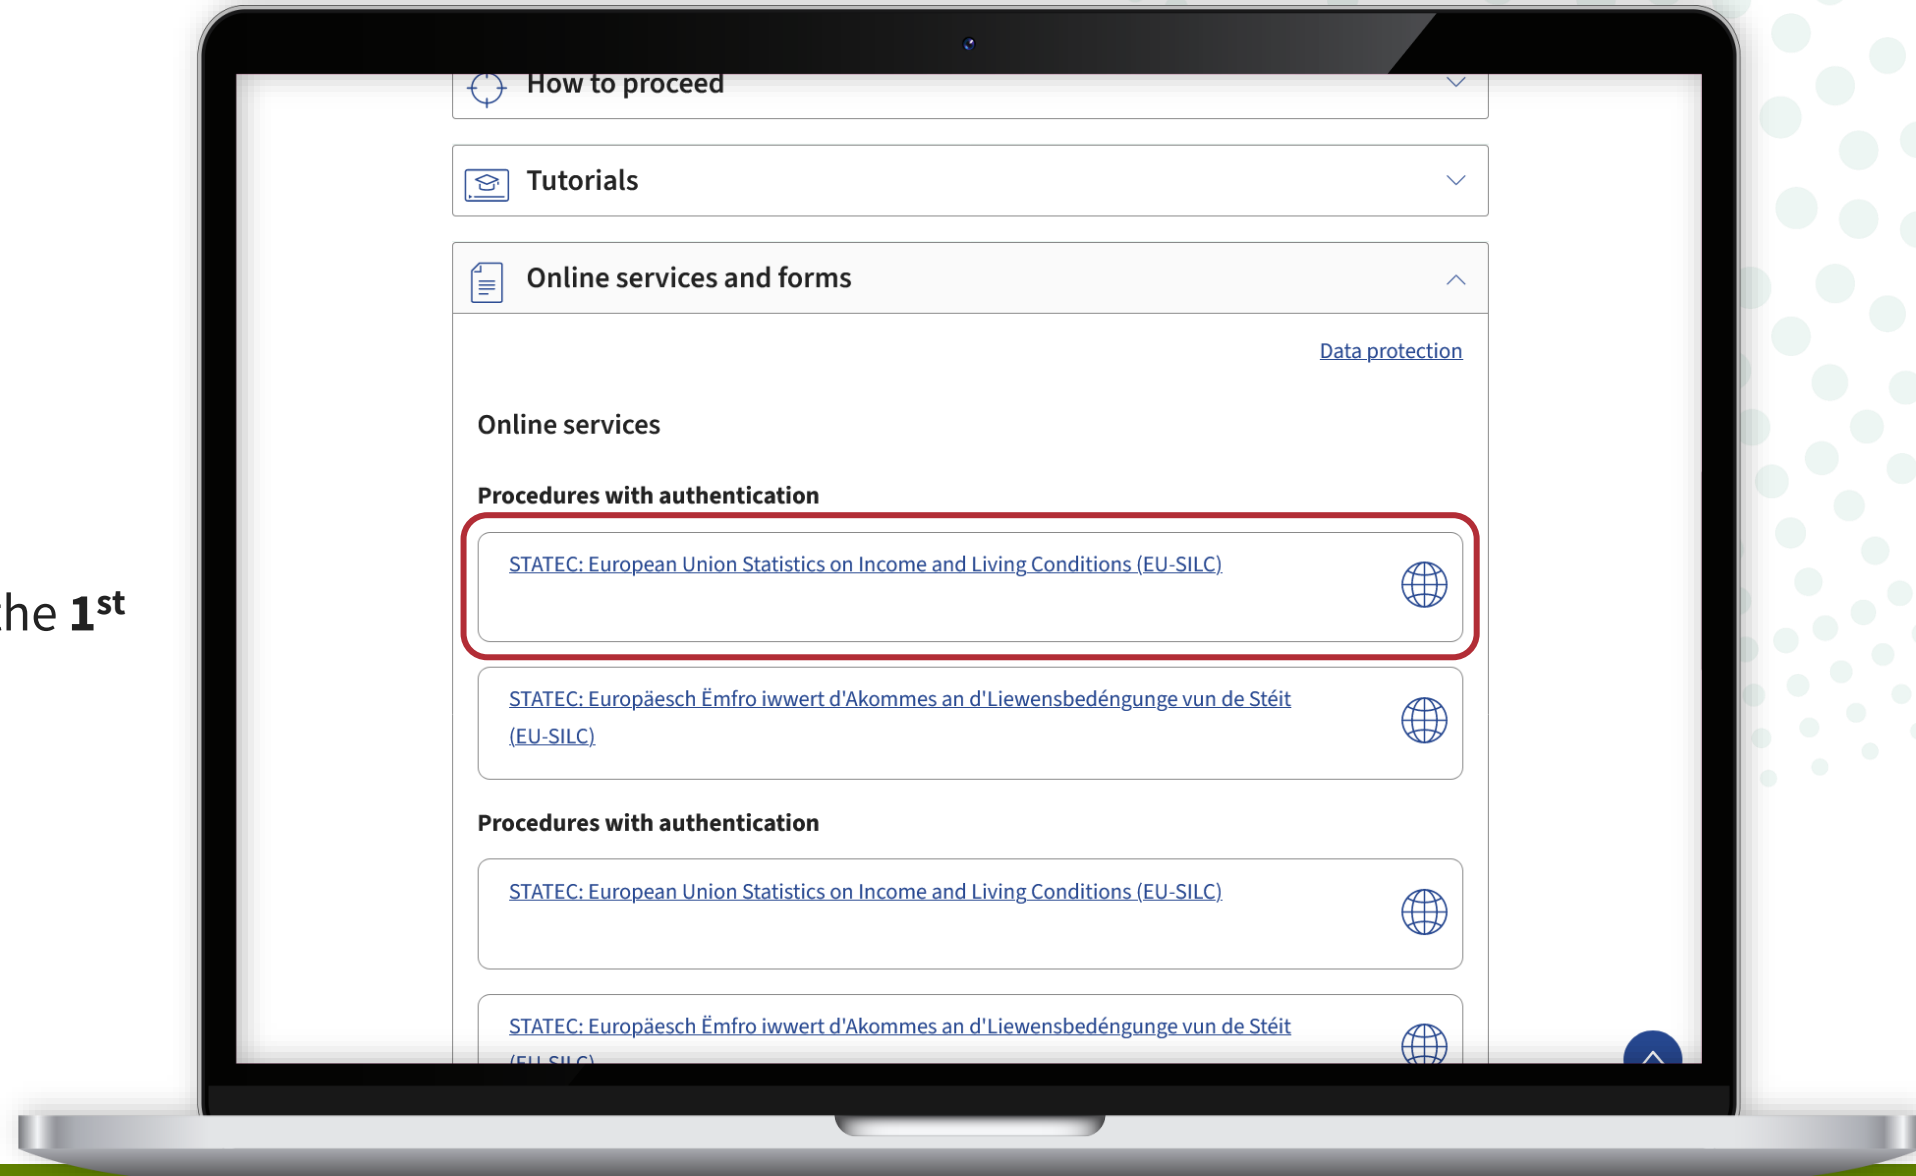 How to proceed
Tutorials
Online services and forms
Data protection
Online services
Procedures with authentication
STATEC: European Union Statistics on Income and Living Conditions (EU-SILC)
the 1st
STATEC: Europäesch Ëmfro iwwert d'Akommes an d'Liewensbedéngunge vun de Stéit
(EU-SILC)
Procedures with authentication
STATEC: European Union Statistics on Income and Living Conditions (EU-SILC)
STATEC: Europäesch Ëmfro iwwert d'Akommes an d'Liewensbedéngunge vun de Stéit
(EU-SILC)